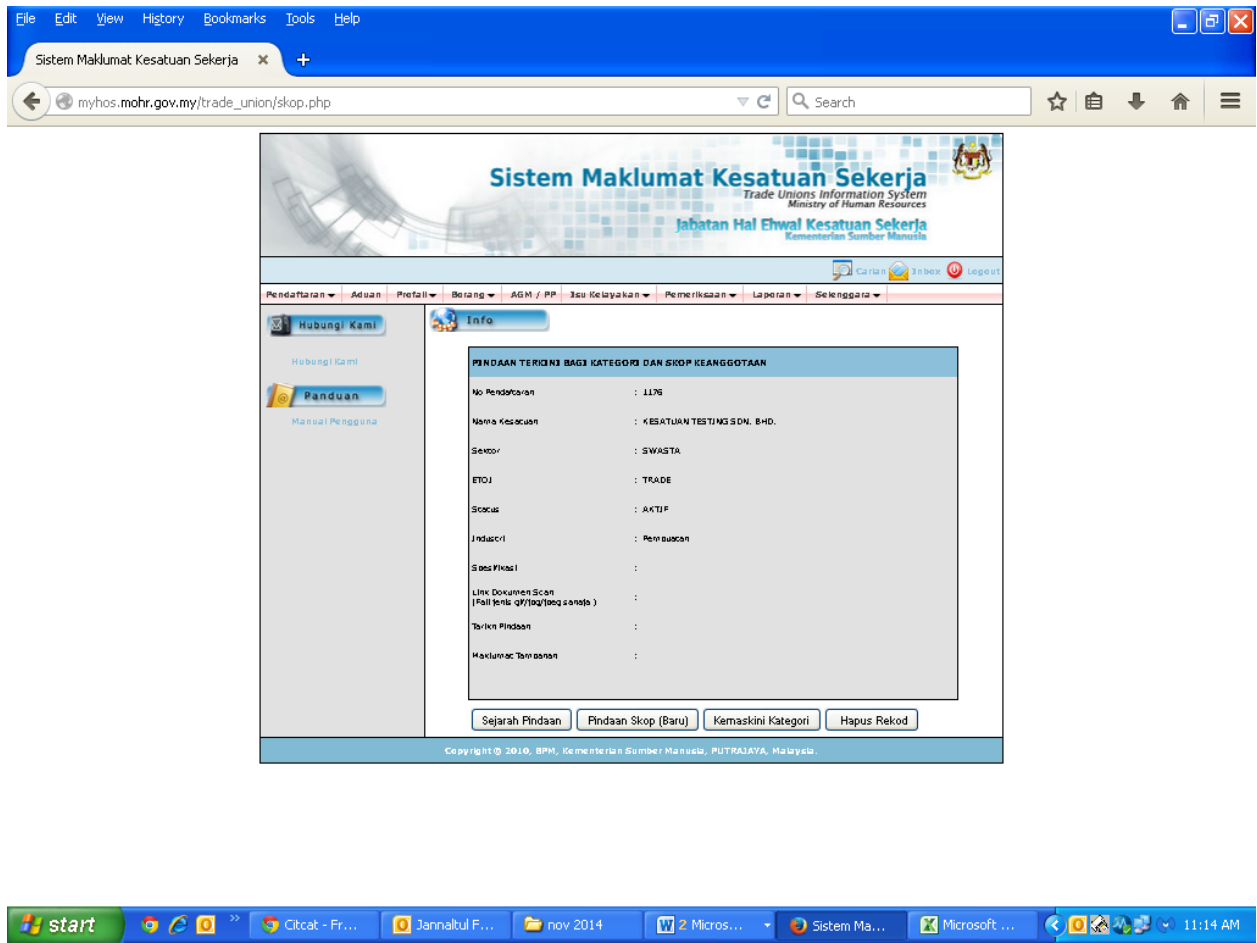 File Edit View History Bookmarks Tools Help
Sistem Maklumat Kesatuan Sekerja
myhos.mohr.gov.my/trade_union/skop.php
Search
Sistem Maklumat Kesatuan Sekerja
Trade Unions Information System
Ministry of Human Resources
Jabatan Hal Ehwal Kesatuan Sekerja
Kementerian Sumber Manusia
Carian Inbox Logout
Pendaftaran Aduan Profail Borang AGM / PP Isu Kelayakan Pemeriksaan Laporan Selenggara
Hubungi Kami
Hubungi Kami
Panduan
Manual Pengguna
Info
PINDAAN TERKINI BAGI KATEGORI DAN SKOP KEANGGOTAAN
No Pendaftaran : 1176
Nama Kesatuan : KESATUAN TESTING SDN. BHD.
Sektor : SWASTA
ETOI : TRADE
Status : AKTIF
Industri : Pembuatan
Spesifikasi :
Link Dokumen Scan
(Fail jenis gif/jpg/jpeg sahaja ) :
Tarikh Pindaan :
Maklumat Tambahan :
Sejarah Pindaan Pindaan Skop (Baru) Kemaskini Kategori Hapus Rekod
Copyright © 2010, BPM, Kementerian Sumber Manusia, PUTRAJAYA, Malaysia.
start Citcat - Fr... Jannaltul F... nov 2014 2 Micros... Sistem Ma... Microsoft ... 11:14 AM